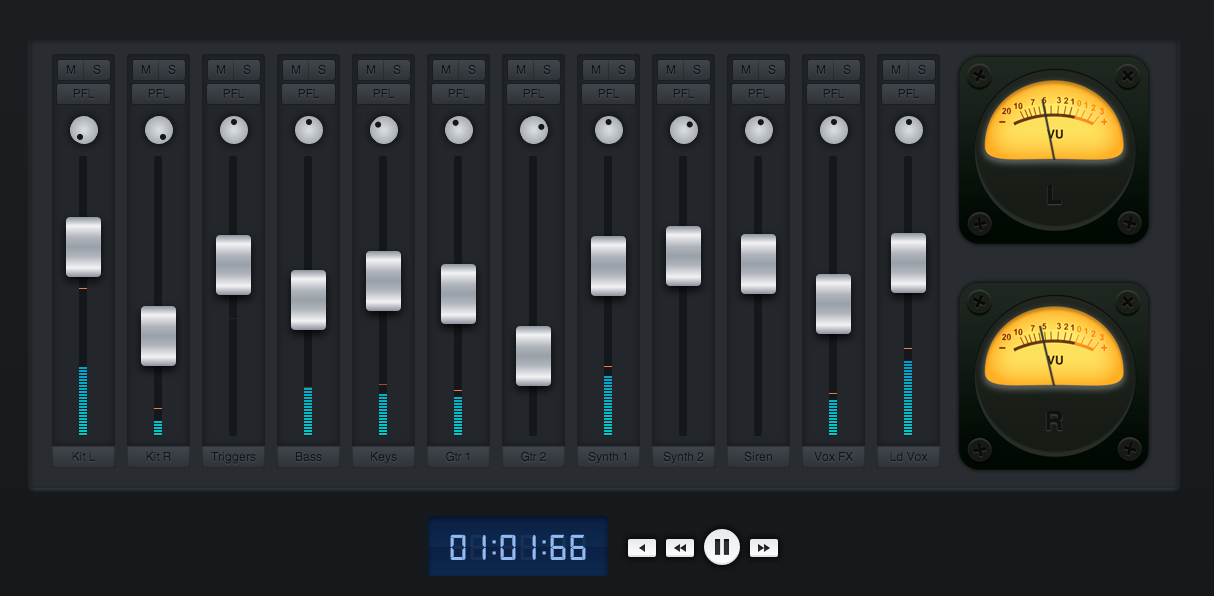 M S M S M S M S M S M S M S M S M S M S M S M S
PFL PFL PFL PFL PFL PFL PFL PFL PFL PFL PFL PFL
20 10 7 5 3 2 1 0 1 2 3
− +
VU
L
20 10 7 5 3 2 1 0 1 2 3
− +
VU
R
Kit L Kit R Triggers Bass Keys Gtr 1 Gtr 2 Synth 1 Synth 2 Siren Vox FX Ld Vox
01:01:66